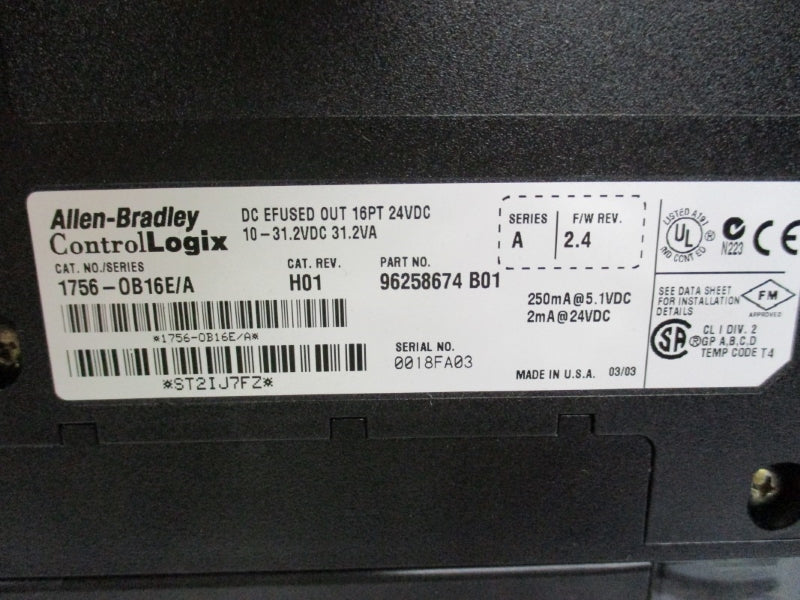 Allen-Bradley
ControlLogix
DC EFUSED OUT 16PT 24VDC
10-31.2VDC 31.2VA
SERIES
A
F/W REV.
2.4
CAT. NO./SERIES
1756-OB16E/A
CAT. REV.
H01
PART NO.
96258674 B01
*1756-OB16E/A*
*ST2IJ7FZ*
SERIAL NO.
0018FA03
250mA@5.1VDC
2mA@24VDC
MADE IN U.S.A. 03/03
LISTED A191
UL ®
IND CONT EQ
N223
CE
SEE DATA SHEET
FOR INSTALLATION
DETAILS
FM
APPROVED
SA ®
CL I DIV. 2
GP A,B,C,D
TEMP CODE T4